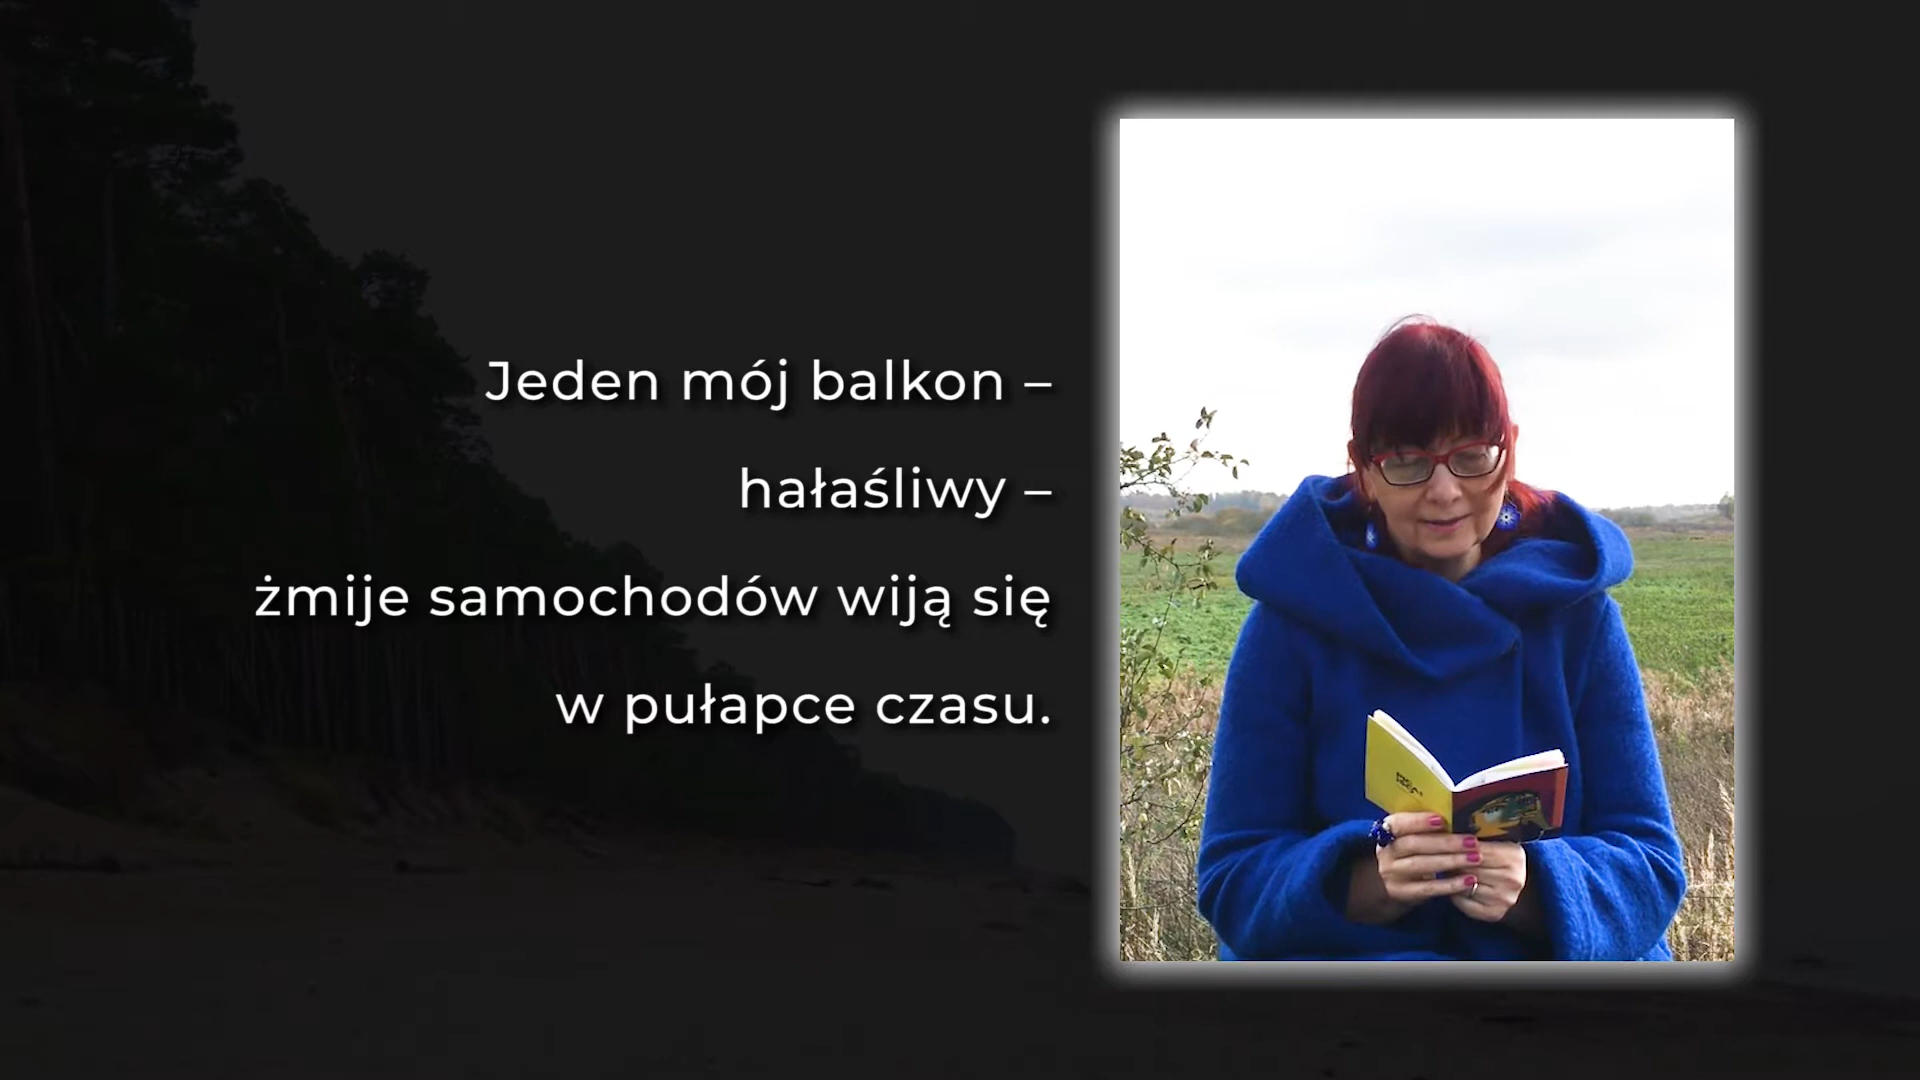 Jeden mój balkon –
hałaśliwy –
żmije samochodów wiją się
w pułapce czasu.